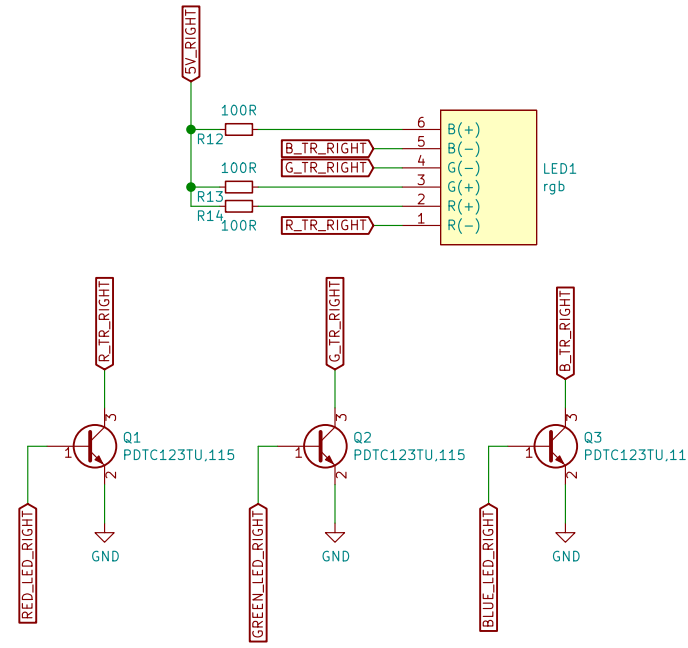 5V_RIGHT
100R
R12
6
B(+)
B_TR_RIGHT
5
B(-)
100R
G_TR_RIGHT
4
G(-)
LED1
R13
3
G(+)
rgb
R14
2
R(+)
100R
R_TR_RIGHT
1
R(-)
R_TR_RIGHT
G_TR_RIGHT
B_TR_RIGHT
3
Q1
PDTC123TU,115
1
2
GND
RED_LED_RIGHT
3
Q2
PDTC123TU,115
1
2
GND
GREEN_LED_RIGHT
3
Q3
PDTC123TU,11
1
2
GND
BLUE_LED_RIGHT